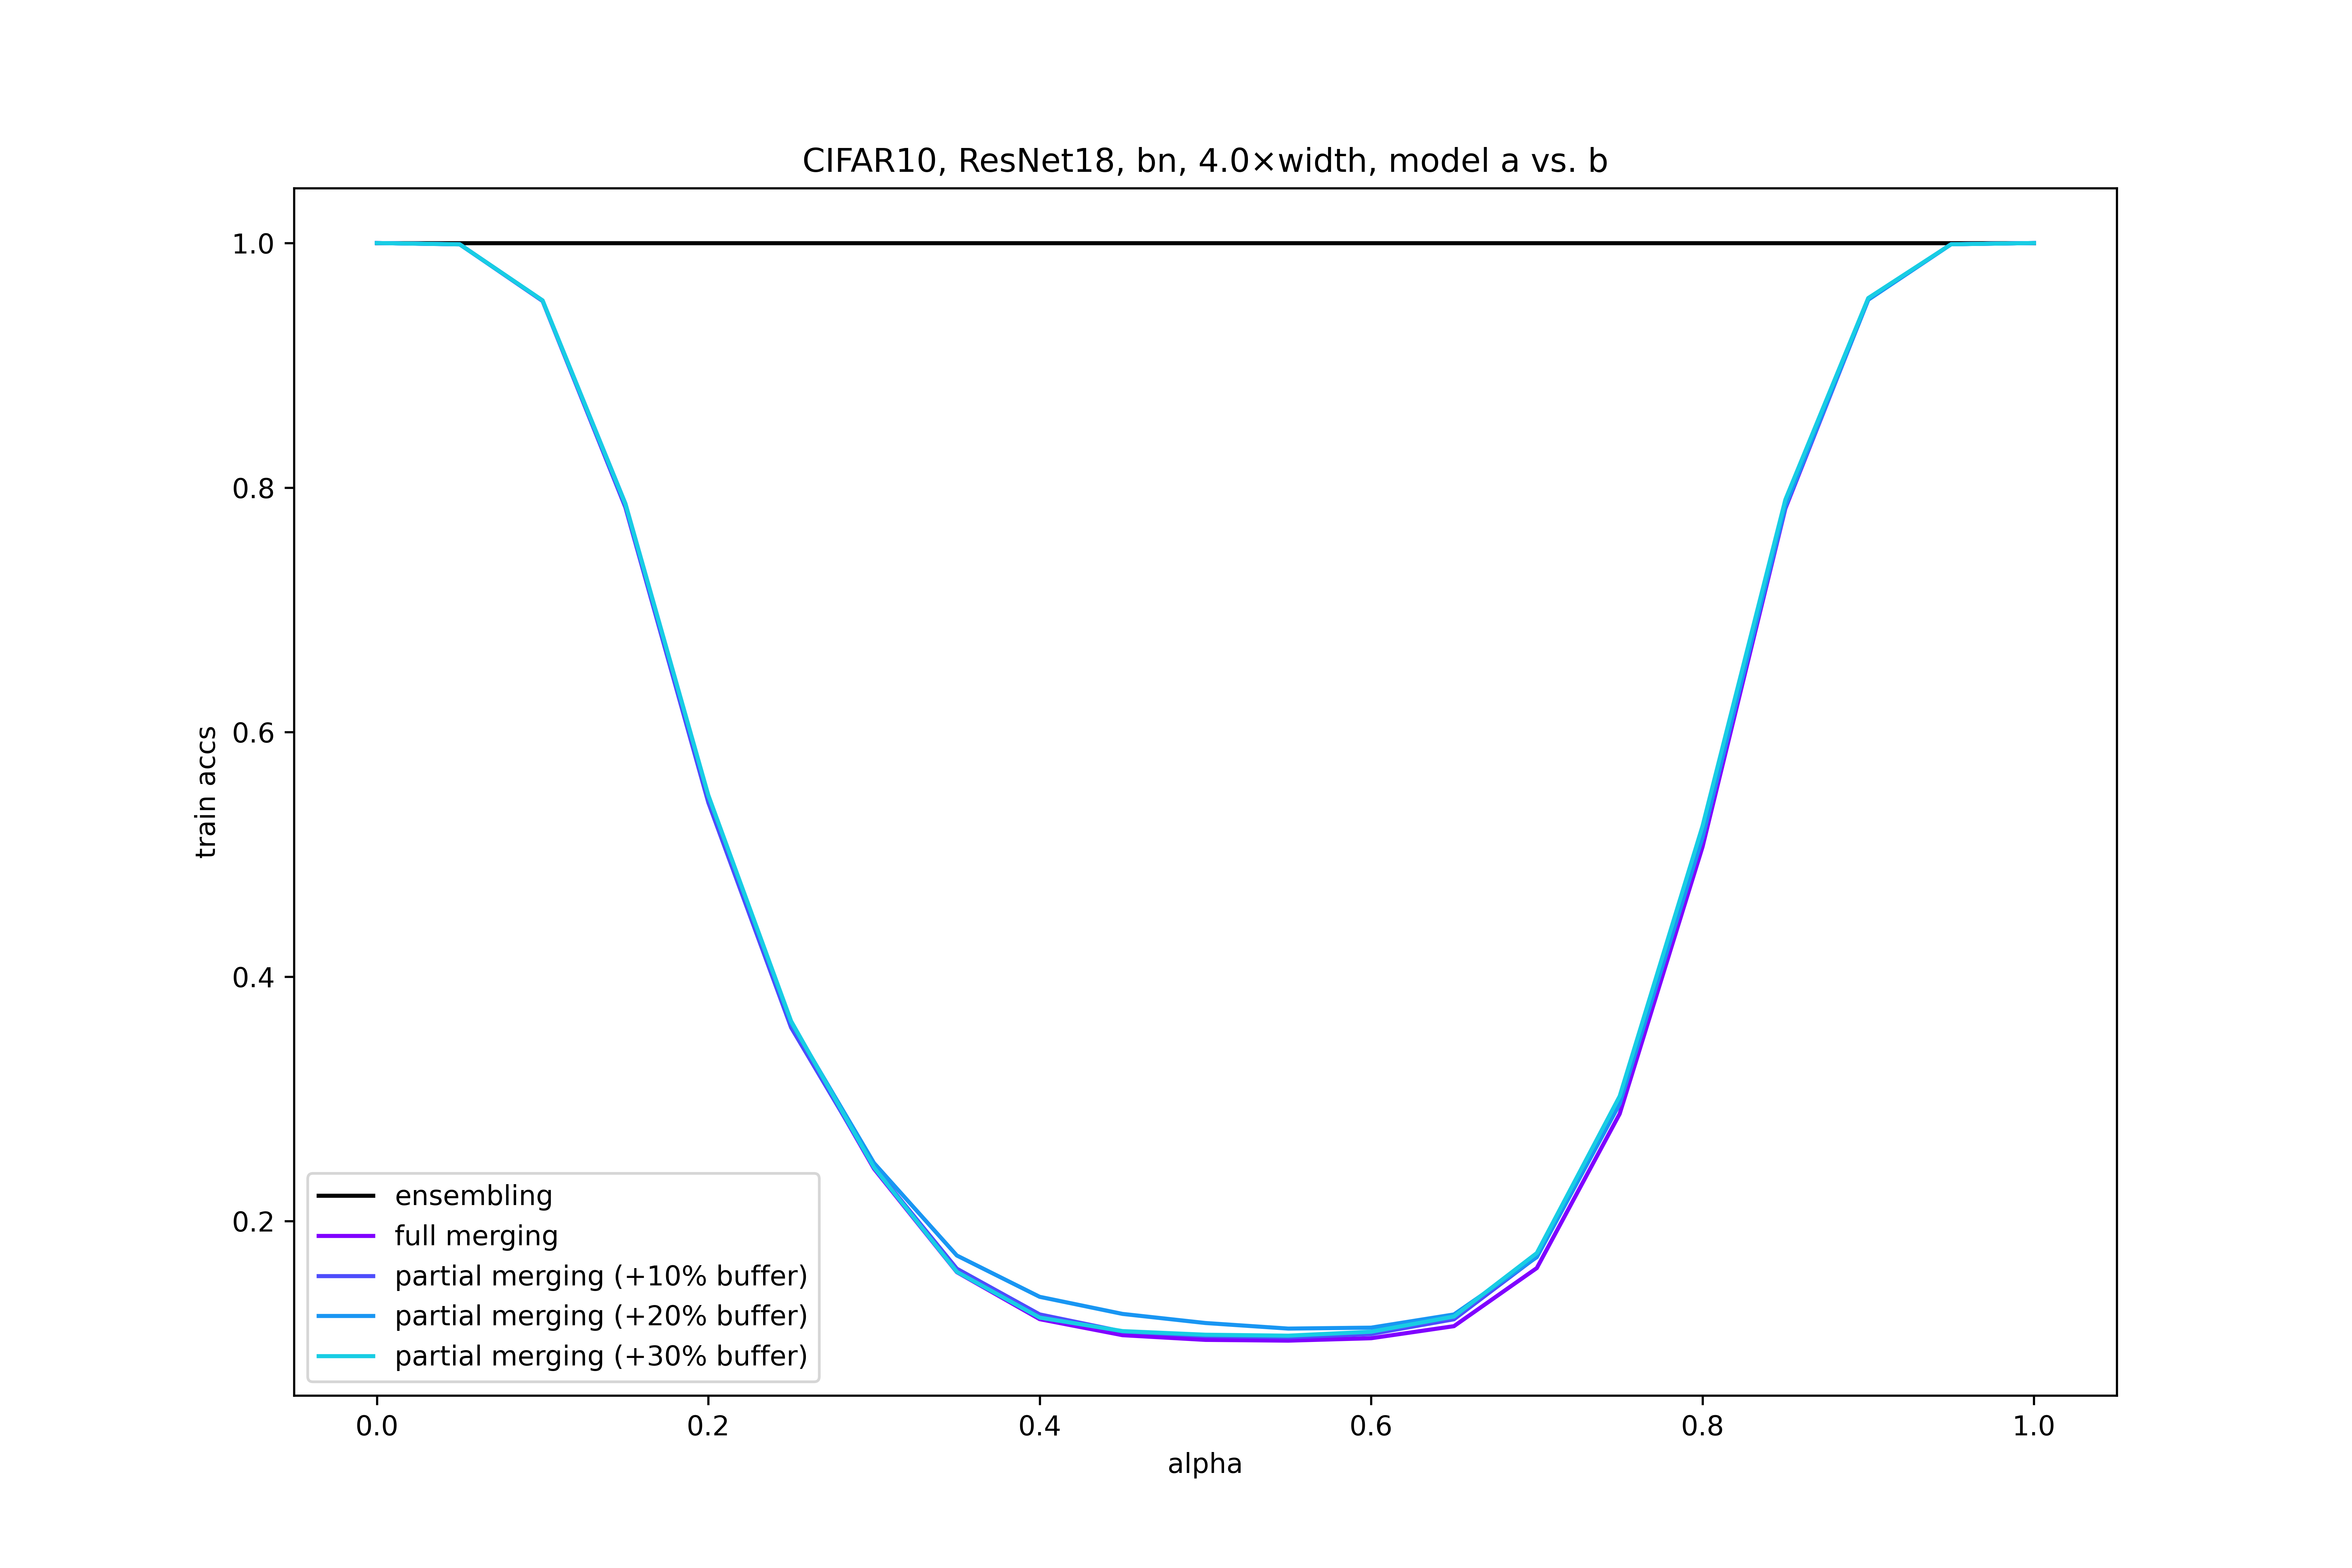 CIFAR10, ResNet18, bn, 4.0×width, model a vs. b
train accs
1.0
0.8
0.6
0.4
0.2
ensembling
full merging
partial merging (+10% buffer)
partial merging (+20% buffer)
partial merging (+30% buffer)
0.0 0.2 0.4 0.6 0.8 1.0
alpha